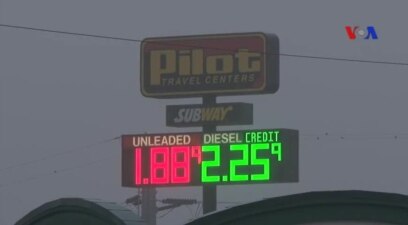 VOA
Pilot
TRAVEL CENTERS
SUBWAY
UNLEADED DIESEL CREDIT
1.88⁹ 2.25⁹